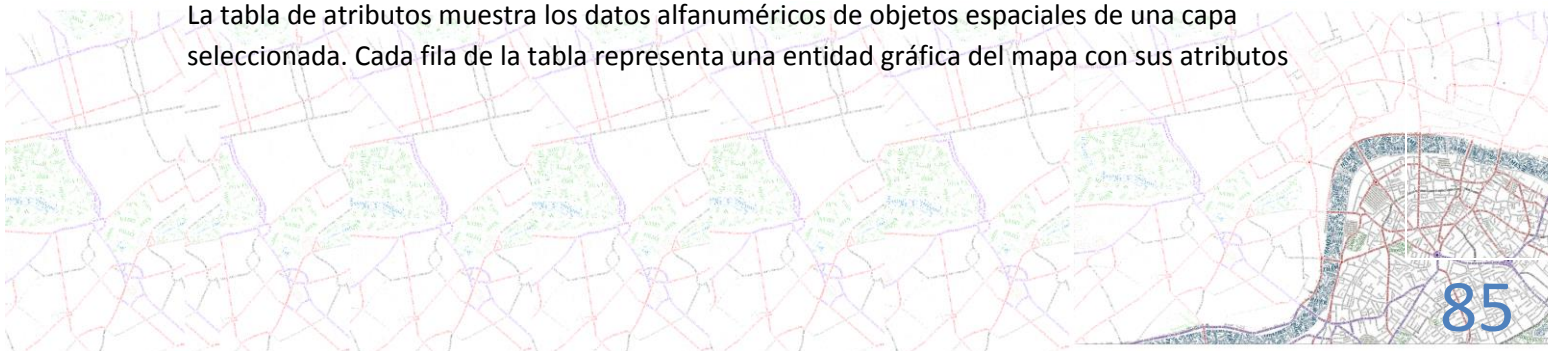 La tabla de atributos muestra los datos alfanuméricos de objetos espaciales de una capa
seleccionada. Cada fila de la tabla representa una entidad gráfica del mapa con sus atributos
85